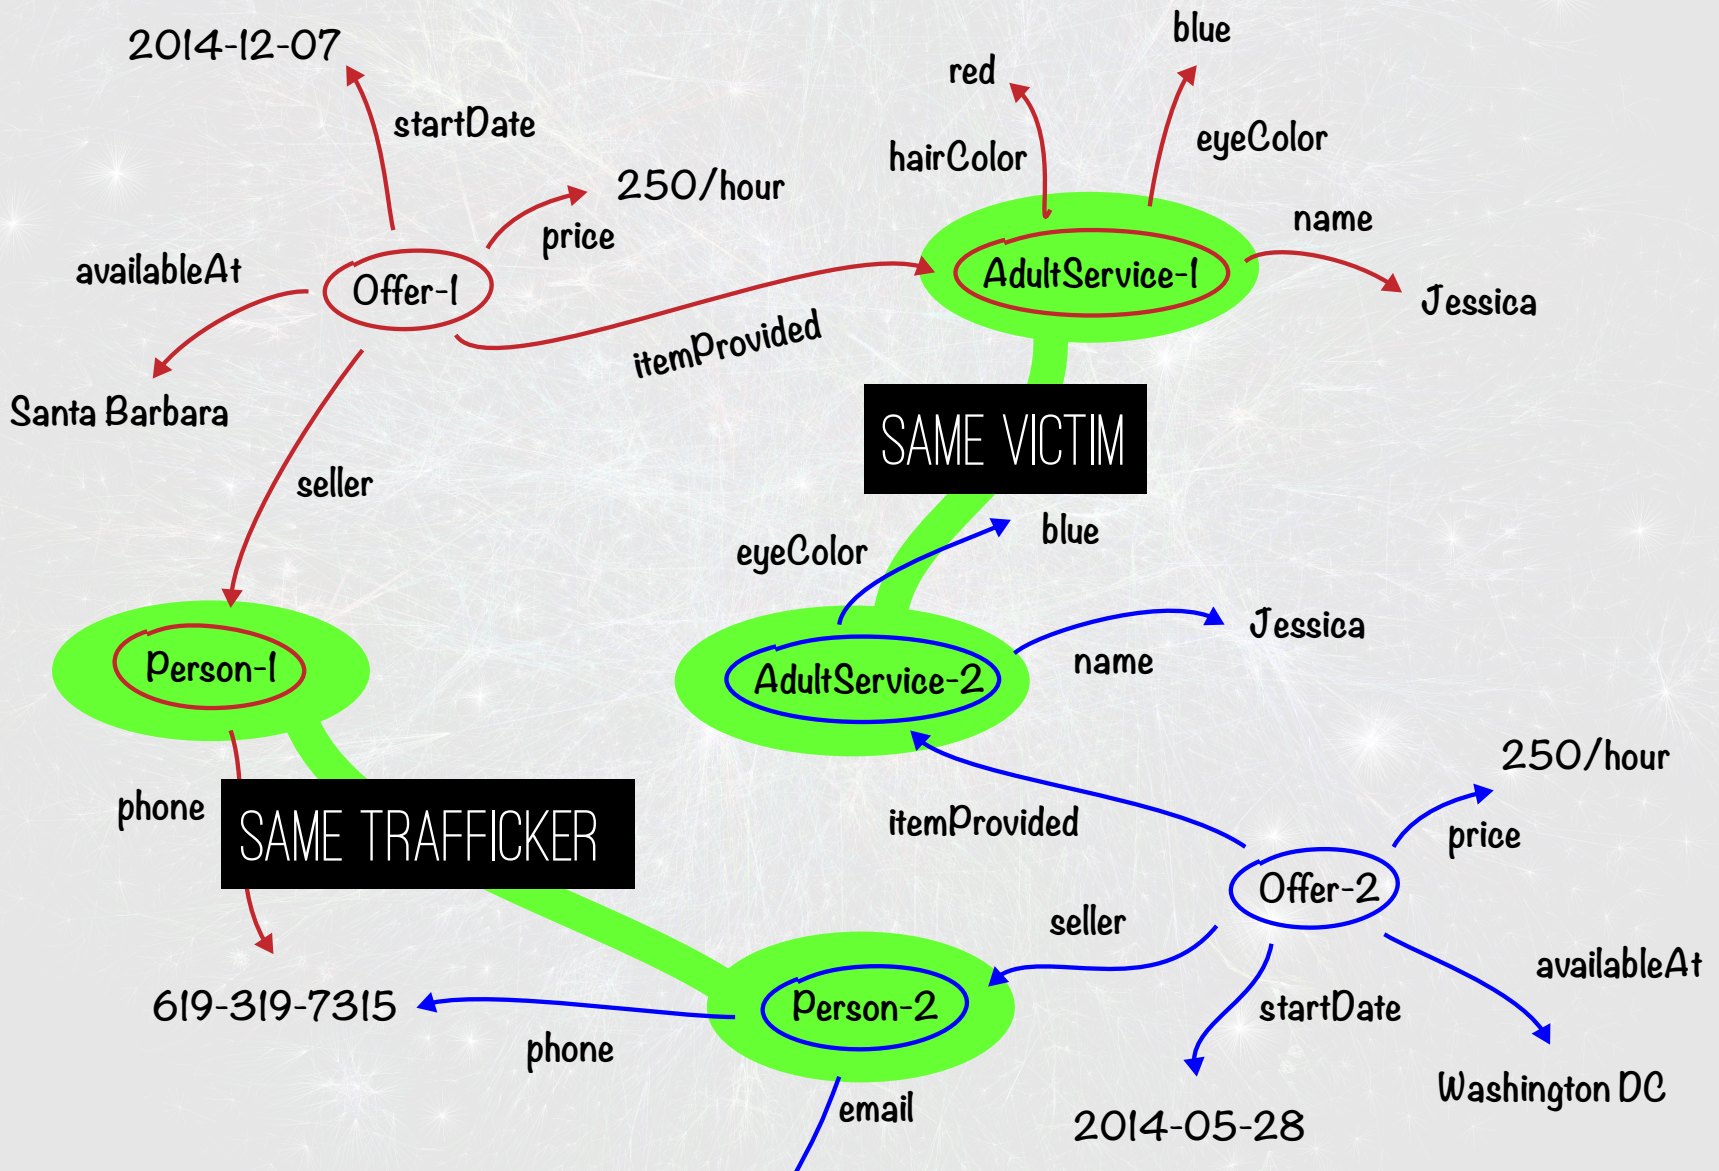 2014-12-07
startDate
250/hour
price
availableAt
Offer-1
Santa Barbara
itemProvided
seller
red
blue
hairColor
eyeColor
name
AdultService-1
Jessica
SAME VICTIM
eyeColor
blue
Jessica
name
AdultService-2
Person-1
phone
SAME TRAFFICKER
itemProvided
250/hour
price
Offer-2
seller
availableAt
619-319-7315
Person-2
phone
startDate
email
Washington DC
2014-05-28